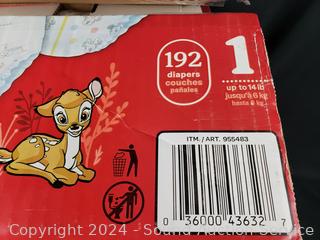 192
diapers
couches
pañales
1
up to 14 lb
jusqu'à 6 kg
hasta 6 kg
ITM. / ART. 955483
0 36000 43632 7
Copyright 2024 - Sound Auction Service